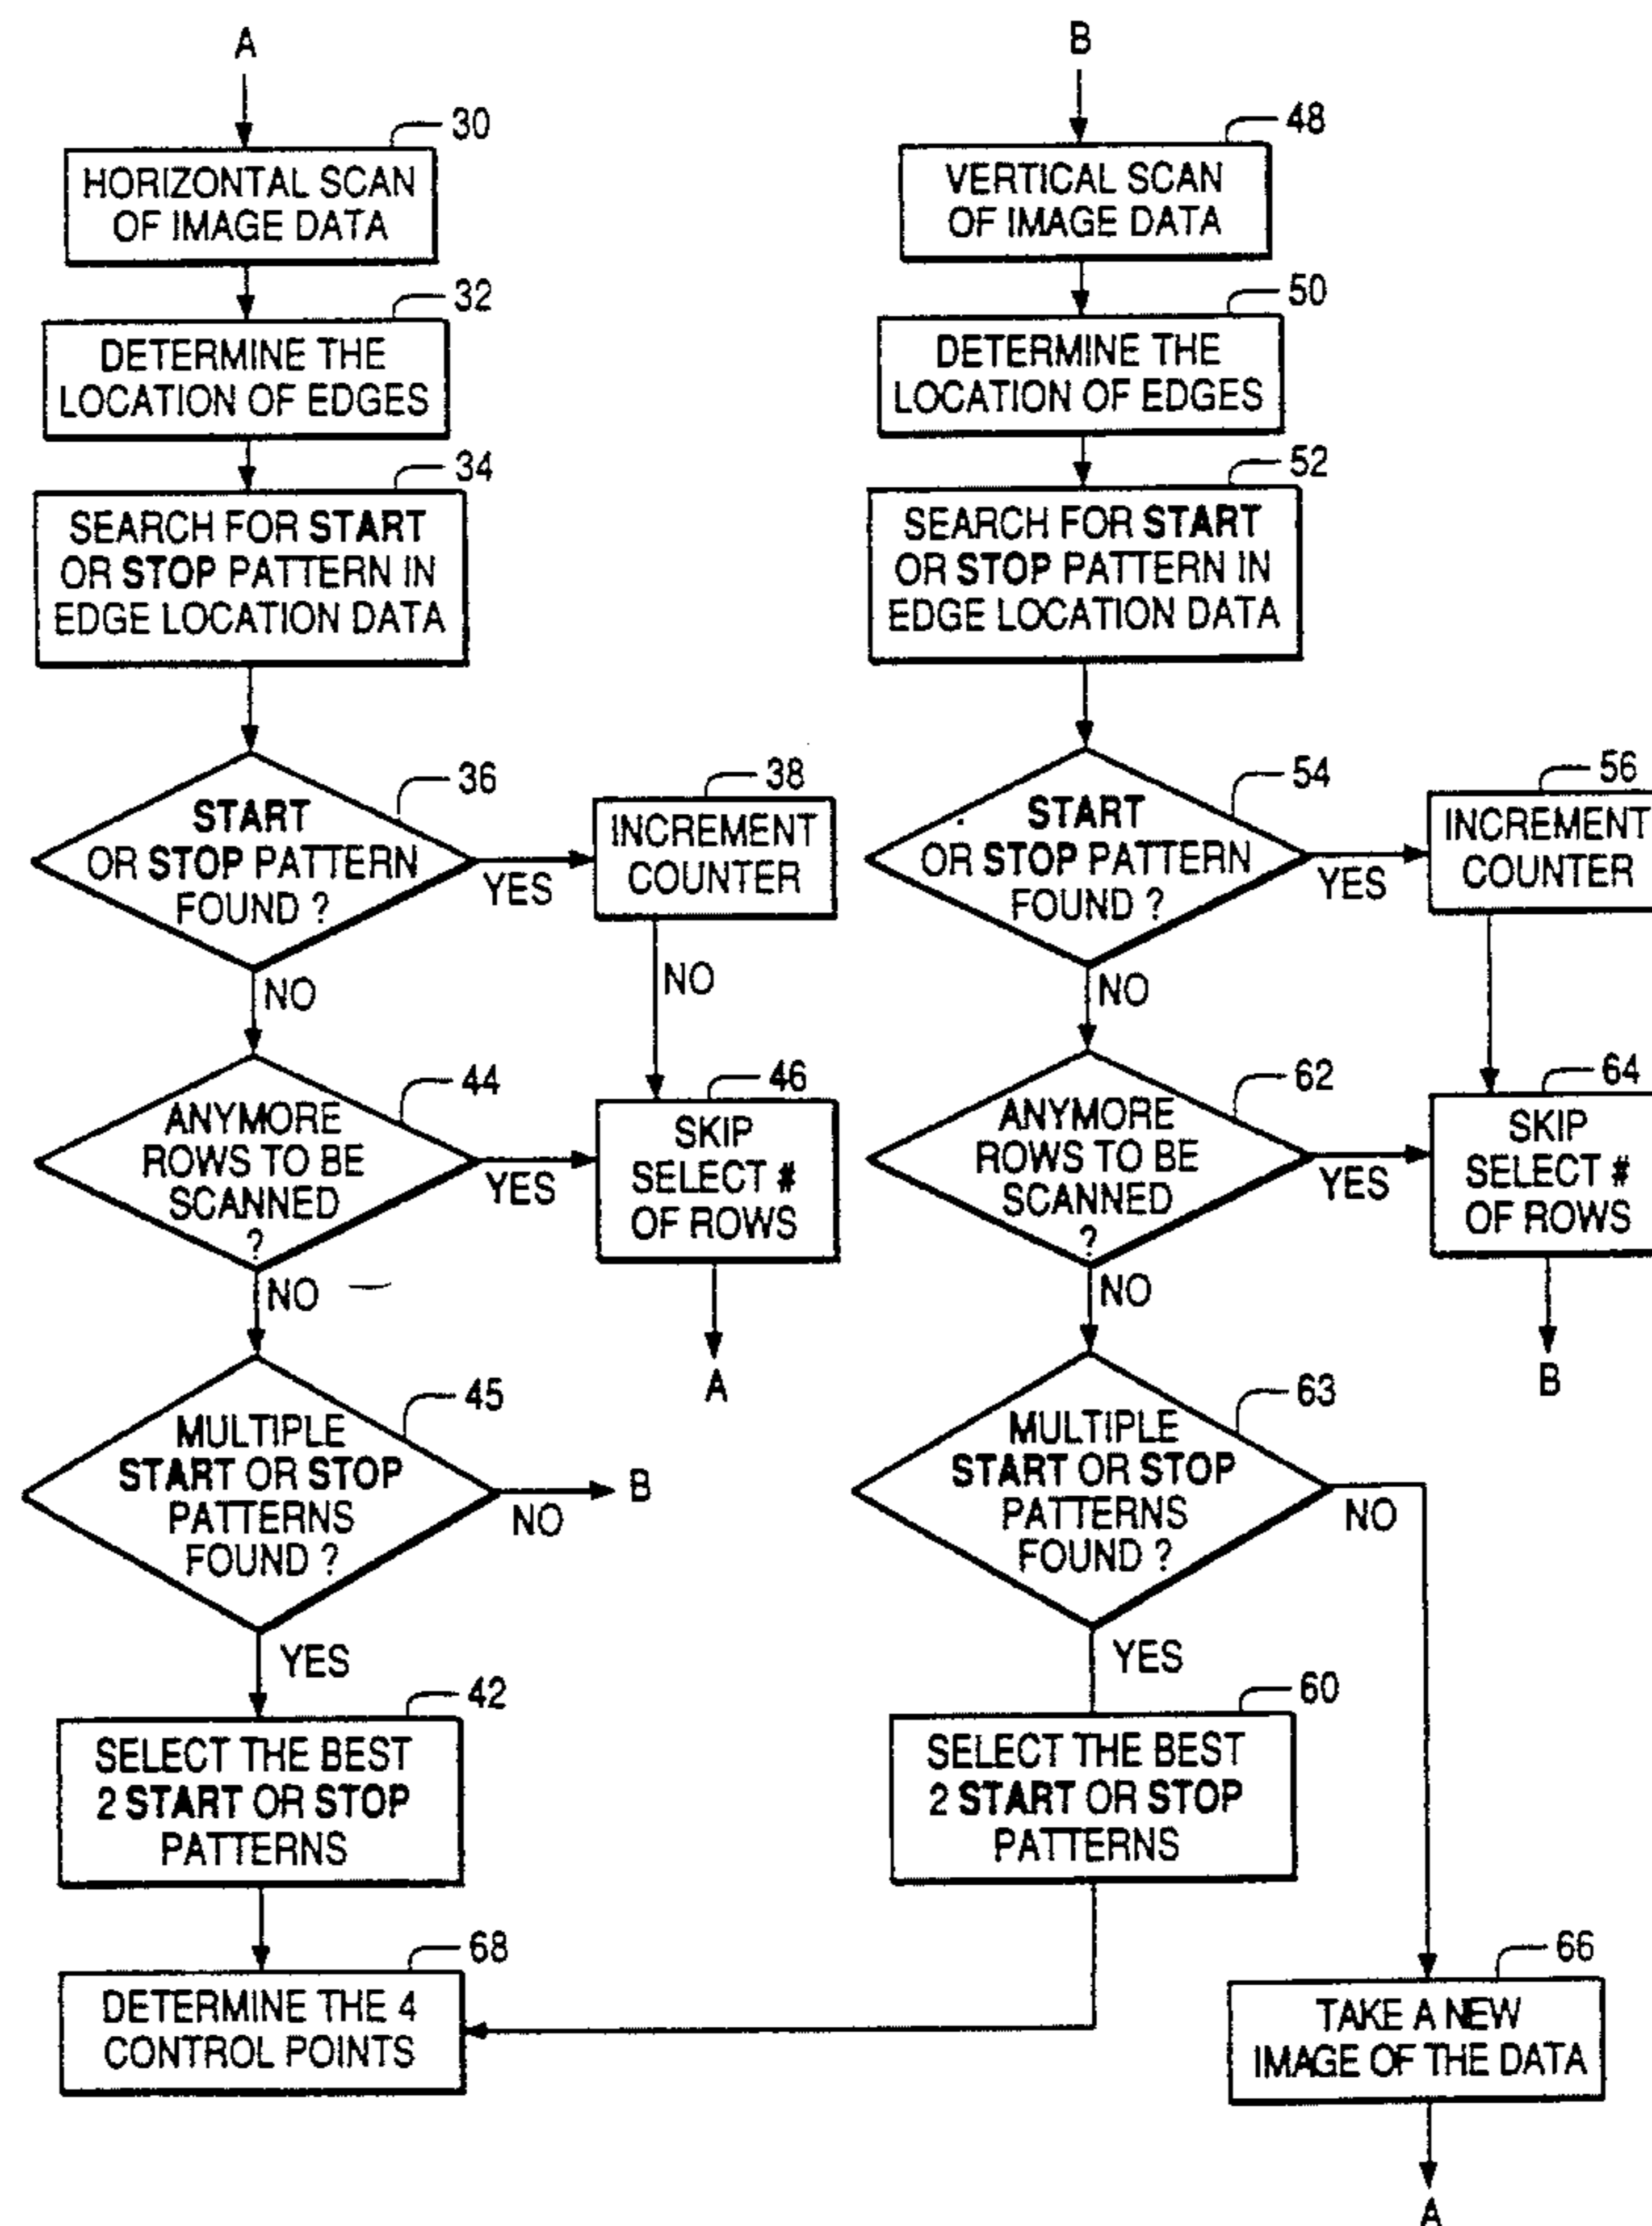 A
30
HORIZONTAL SCAN
OF IMAGE DATA
32
DETERMINE THE
LOCATION OF EDGES
34
SEARCH FOR START
OR STOP PATTERN IN
EDGE LOCATION DATA
36
START
OR STOP PATTERN
FOUND ?
YES
38
INCREMENT
COUNTER
NO
NO
44
ANYMORE
ROWS TO BE
SCANNED
?
YES
46
SKIP
SELECT #
OF ROWS
A
NO
45
MULTIPLE
START OR STOP
PATTERNS
FOUND ?
NO
B
YES
42
SELECT THE BEST
2 START OR STOP
PATTERNS
68
DETERMINE THE 4
CONTROL POINTS
B
48
VERTICAL SCAN
OF IMAGE DATA
50
DETERMINE THE
LOCATION OF EDGES
52
SEARCH FOR START
OR STOP PATTERN IN
EDGE LOCATION DATA
54
START
OR STOP PATTERN
FOUND ?
YES
56
INCREMENT
COUNTER
NO
62
ANYMORE
ROWS TO BE
SCANNED
?
YES
64
SKIP
SELECT #
OF ROWS
B
NO
63
MULTIPLE
START OR STOP
PATTERNS
FOUND ?
NO
YES
60
SELECT THE BEST
2 START OR STOP
PATTERNS
66
TAKE A NEW
IMAGE OF THE DATA
A